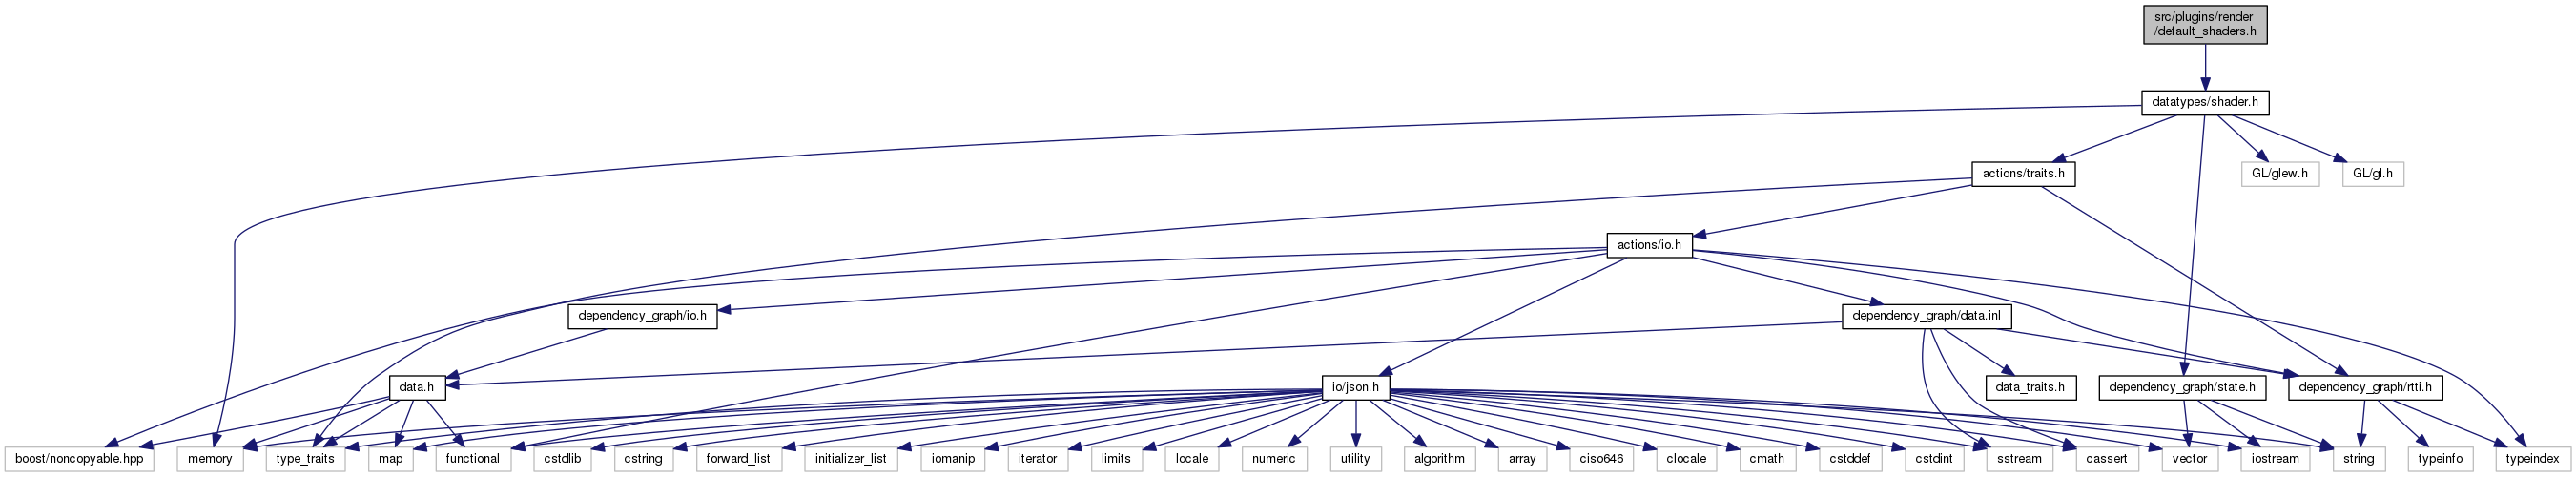 src/plugins/render
/default_shaders.h
datatypes/shader.h
actions/traits.h
GL/glew.h
GL/gl.h
actions/io.h
dependency_graph/io.h
dependency_graph/data.inl
data.h
io/json.h
data_traits.h
dependency_graph/state.h
dependency_graph/rtti.h
boost/noncopyable.hpp
memory
type_traits
map
functional
cstdlib
cstring
forward_list
initializer_list
iomanip
iterator
limits
locale
numeric
utility
algorithm
array
ciso646
clocale
cmath
cstddef
cstdint
sstream
cassert
vector
iostream
string
typeinfo
typeindex